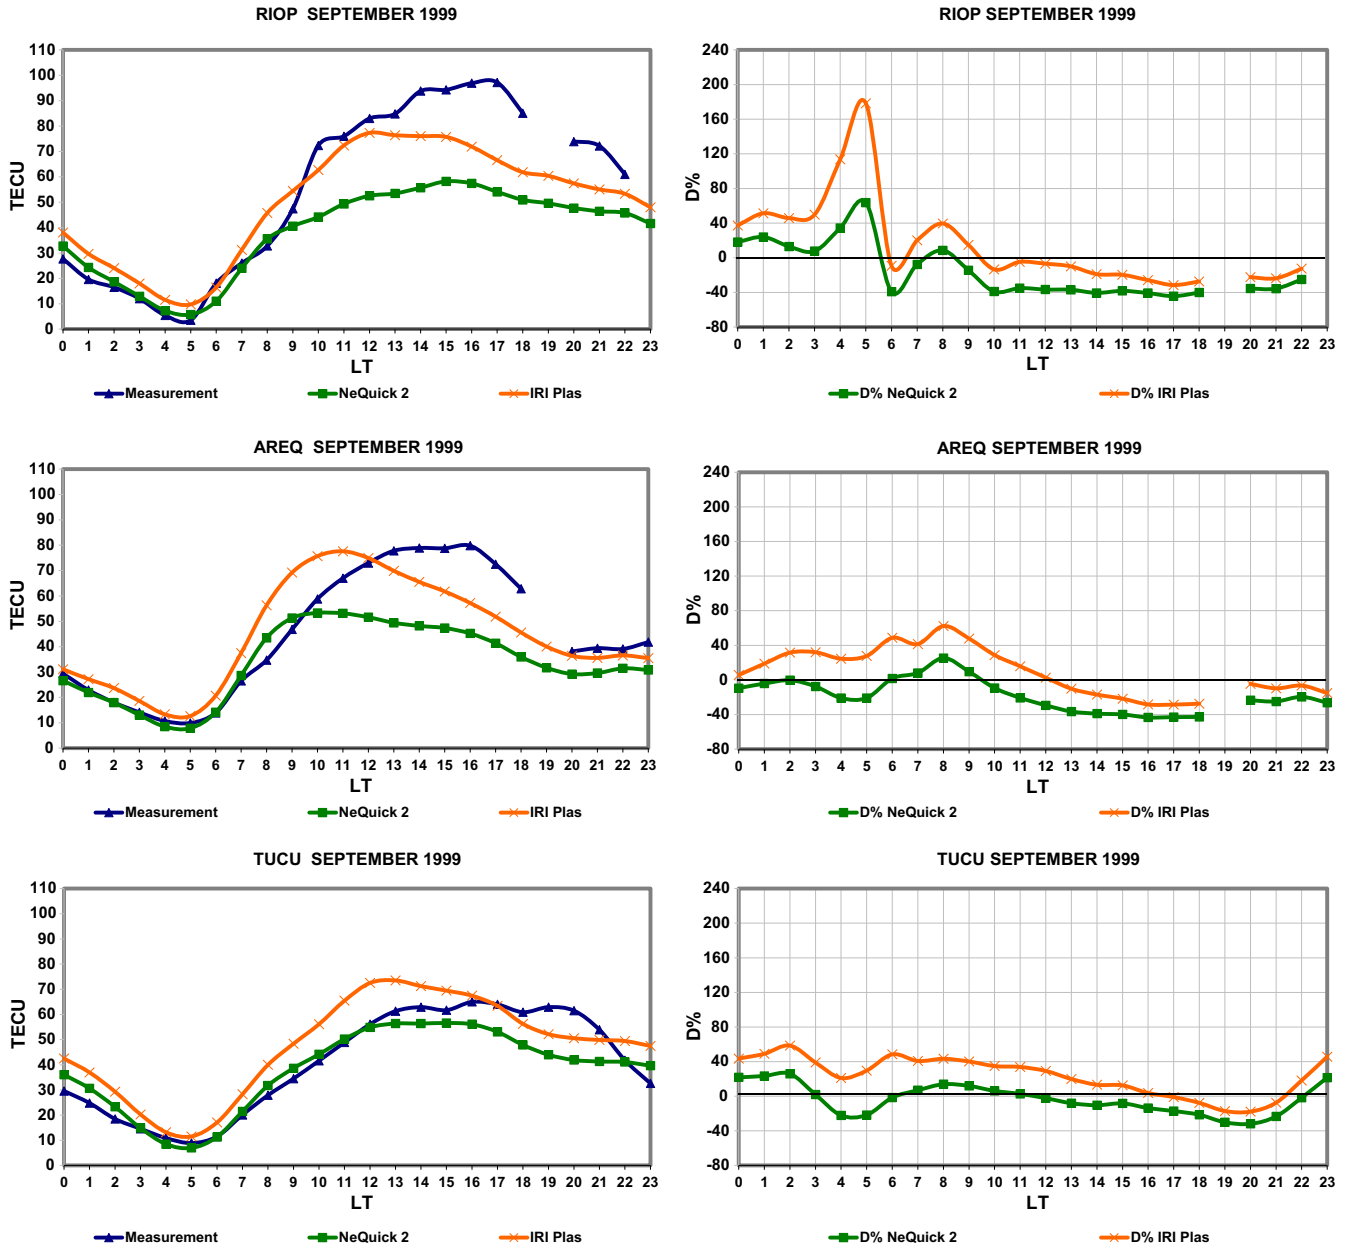 RIOP  SEPTEMBER 1999
110
100
90
80
70
60
50
40
30
20
10
0
TECU
0 1 2 3 4 5 6 7 8 9 10 11 12 13 14 15 16 17 18 19 20 21 22 23
LT
Measurement NeQuick 2 IRI Plas
RIOP SEPTEMBER 1999
240
200
160
120
80
40
0
-40
-80
D%
0 1 2 3 4 5 6 7 8 9 10 11 12 13 14 15 16 17 18 19 20 21 22 23
LT
D% NeQuick 2 D% IRI Plas
AREQ  SEPTEMBER 1999
110
100
90
80
70
60
50
40
30
20
10
0
TECU
0 1 2 3 4 5 6 7 8 9 10 11 12 13 14 15 16 17 18 19 20 21 22 23
LT
Measurement NeQuick 2 IRI Plas
AREQ SEPTEMBER 1999
240
200
160
120
80
40
0
-40
-80
D%
0 1 2 3 4 5 6 7 8 9 10 11 12 13 14 15 16 17 18 19 20 21 22 23
LT
D% NeQuick 2 D% IRI Plas
TUCU  SEPTEMBER 1999
110
100
90
80
70
60
50
40
30
20
10
0
TECU
0 1 2 3 4 5 6 7 8 9 10 11 12 13 14 15 16 17 18 19 20 21 22 23
LT
Measurement NeQuick 2 IRI Plas
TUCU SEPTEMBER 1999
240
200
160
120
80
40
0
-40
-80
D%
0 1 2 3 4 5 6 7 8 9 10 11 12 13 14 15 16 17 18 19 20 21 22 23
LT
D% NeQuick 2 D% IRI Plas